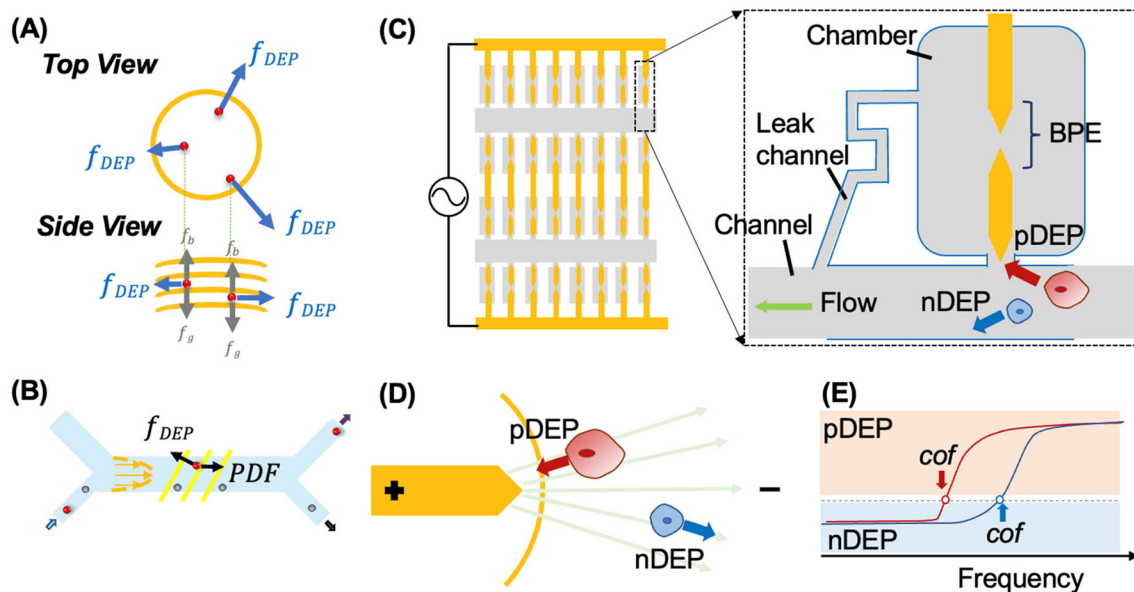 (A)
Top View
f_DEP
f_DEP
f_DEP
Side View
f_b
f_b
f_DEP
f_DEP
f_g
f_g
(B)
f_DEP
PDF
(C)
Chamber
BPE
Leak
channel
Channel
pDEP
nDEP
Flow
(D)
pDEP
+
−
nDEP
(E)
pDEP
cof
cof
nDEP
Frequency